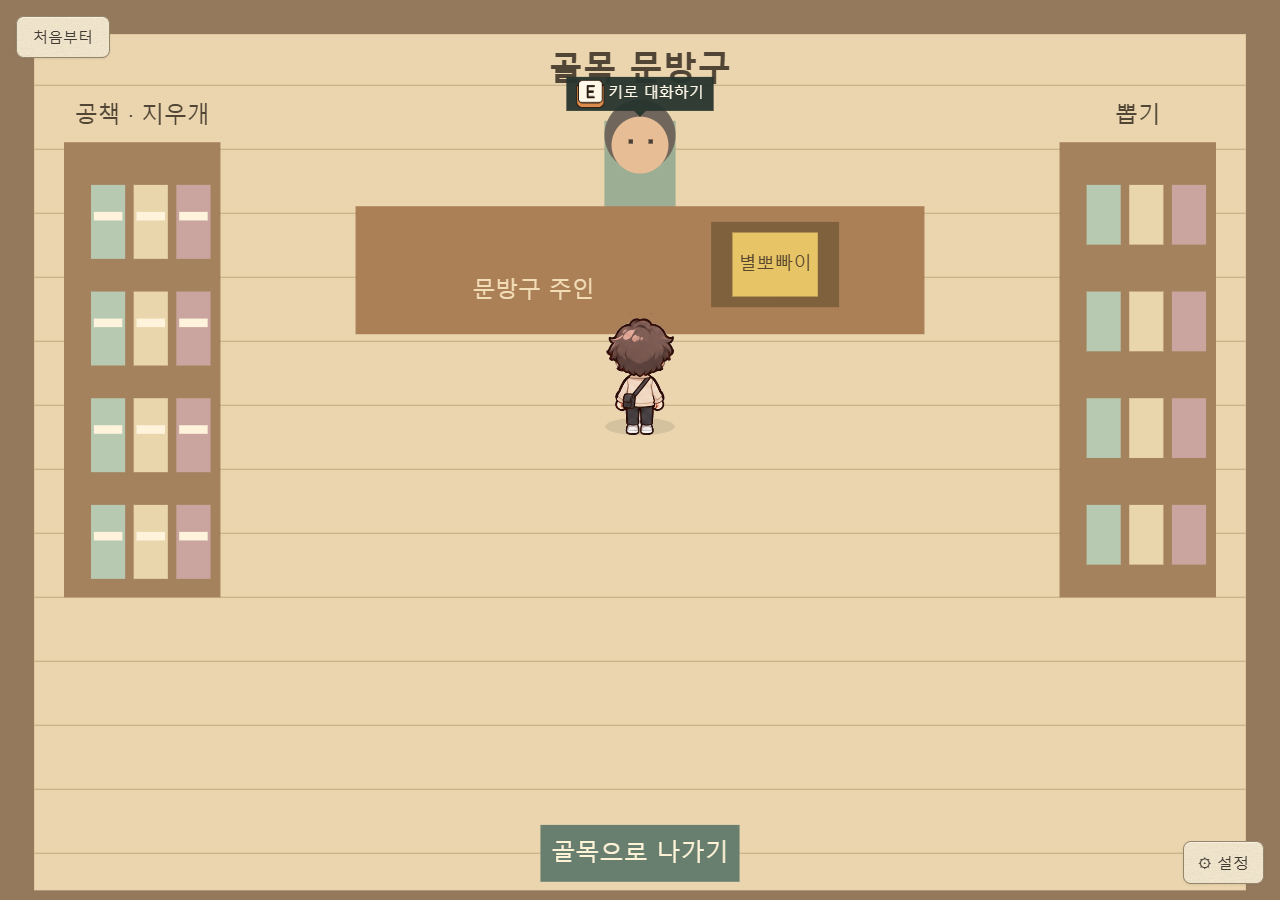 처음부터
골목 문방구
E 키로 대화하기
공책 · 지우개
뽑기
별뽀빠이
문방구 주인
골목으로 나가기
⚙ 설정